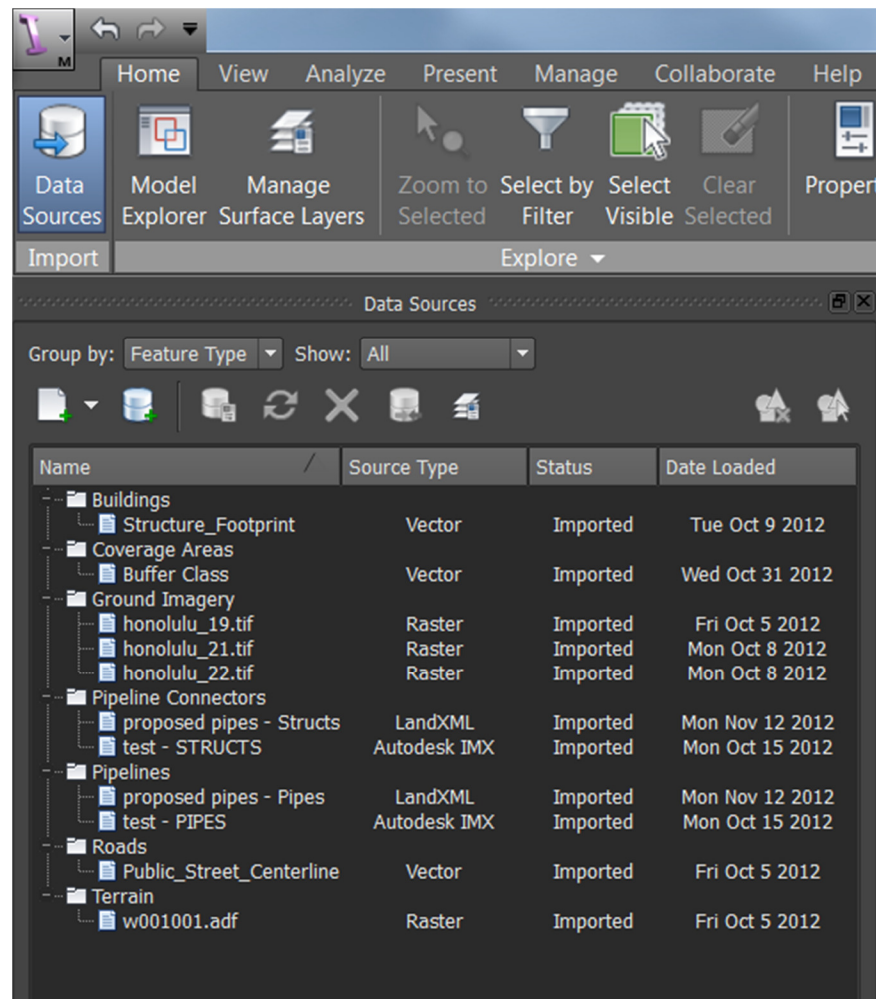 M
Home View Analyze Present Manage Collaborate Help
Data Sources
Model Explorer
Manage Surface Layers
Zoom to Selected
Select by Filter
Select Visible
Clear Selected
Import
Explore
Data Sources
Group by: Feature Type Show: All
Name Source Type Status Date Loaded
Buildings
Structure_Footprint Vector Imported Tue Oct 9 2012
Coverage Areas
Buffer Class Vector Imported Wed Oct 31 2012
Ground Imagery
honolulu_19.tif Raster Imported Fri Oct 5 2012
honolulu_21.tif Raster Imported Mon Oct 8 2012
honolulu_22.tif Raster Imported Mon Oct 8 2012
Pipeline Connectors
proposed pipes - Structs LandXML Imported Mon Nov 12 2012
test - STRUCTS Autodesk IMX Imported Mon Oct 15 2012
Pipelines
proposed pipes - Pipes LandXML Imported Mon Nov 12 2012
test - PIPES Autodesk IMX Imported Mon Oct 15 2012
Roads
Public_Street_Centerline Vector Imported Fri Oct 5 2012
Terrain
w001001.adf Raster Imported Fri Oct 5 2012